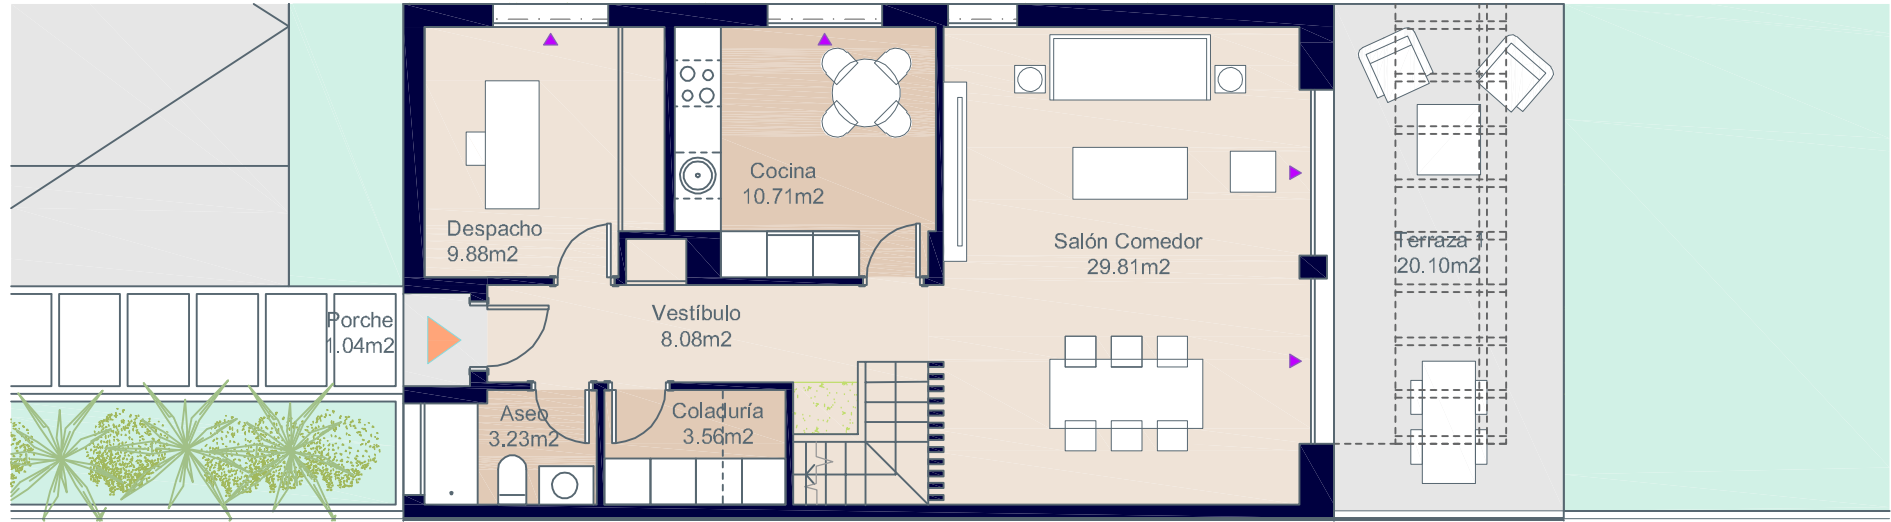 Despacho
9.88m2
Cocina
10.71m2
Salón Comedor
29.81m2
Terraza
20.10m2
Porche
1.04m2
Vestíbulo
8.08m2
Aseo
3.23m2
Coladuría
3.56m2